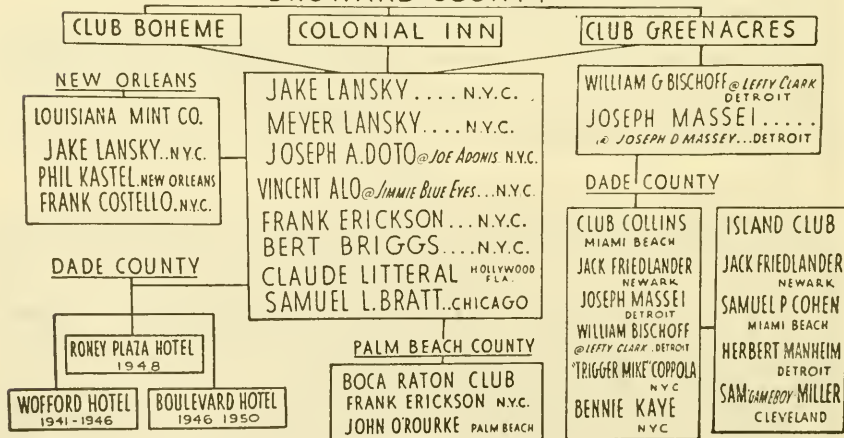 CLUB BOHEME
COLONIAL INN
CLUB GREENACRES
NEW ORLEANS
LOUISIANA MINT CO.
JAKE LANSKY..N.Y.C.
PHIL KASTEL.NEW ORLEANS
FRANK COSTELLO.N.Y.C.
JAKE LANSKY.... N.Y.C.
MEYER LANSKY.... N.Y.C.
JOSEPH A.DOTO @JOE ADONIS N.Y.C.
VINCENT ALO@JIMMIE BLUE EYES...N.Y.C.
FRANK ERICKSON... N.Y.C.
BERT BRIGGS....N.Y.C.
CLAUDE LITTERAL HOLLYWOOD FLA.
SAMUEL L.BRATT..CHICAGO
WILLIAM G BISCHOFF @LEFTY CLARK
DETROIT
JOSEPH MASSEI.....
@ JOSEPH D MASSEY...DETROIT
DADE COUNTY
RONEY PLAZA HOTEL
1948
WOFFORD HOTEL
1941-1946
BOULEVARD HOTEL
1946 1950
PALM BEACH COUNTY
BOCA RATON CLUB
FRANK ERICKSON N.Y.C.
JOHN O'ROURKE PALM BEACH
DADE COUNTY
CLUB COLLINS
MIAMI BEACH
JACK FRIEDLANDER
NEWARK
JOSEPH MASSEI
DETROIT
WILLIAM BISCHOFF
@LEFTY CLARK.DETROIT
"TRIGGER MIKE"COPPOLA
NYC
BENNIE KAYE
NYC
ISLAND CLUB
JACK FRIEDLANDER
NEWARK
SAMUEL P COHEN
MIAMI BEACH
HERBERT MANHEIM
DETROIT
SAM"GAMEBOY"MILLER
CLEVELAND